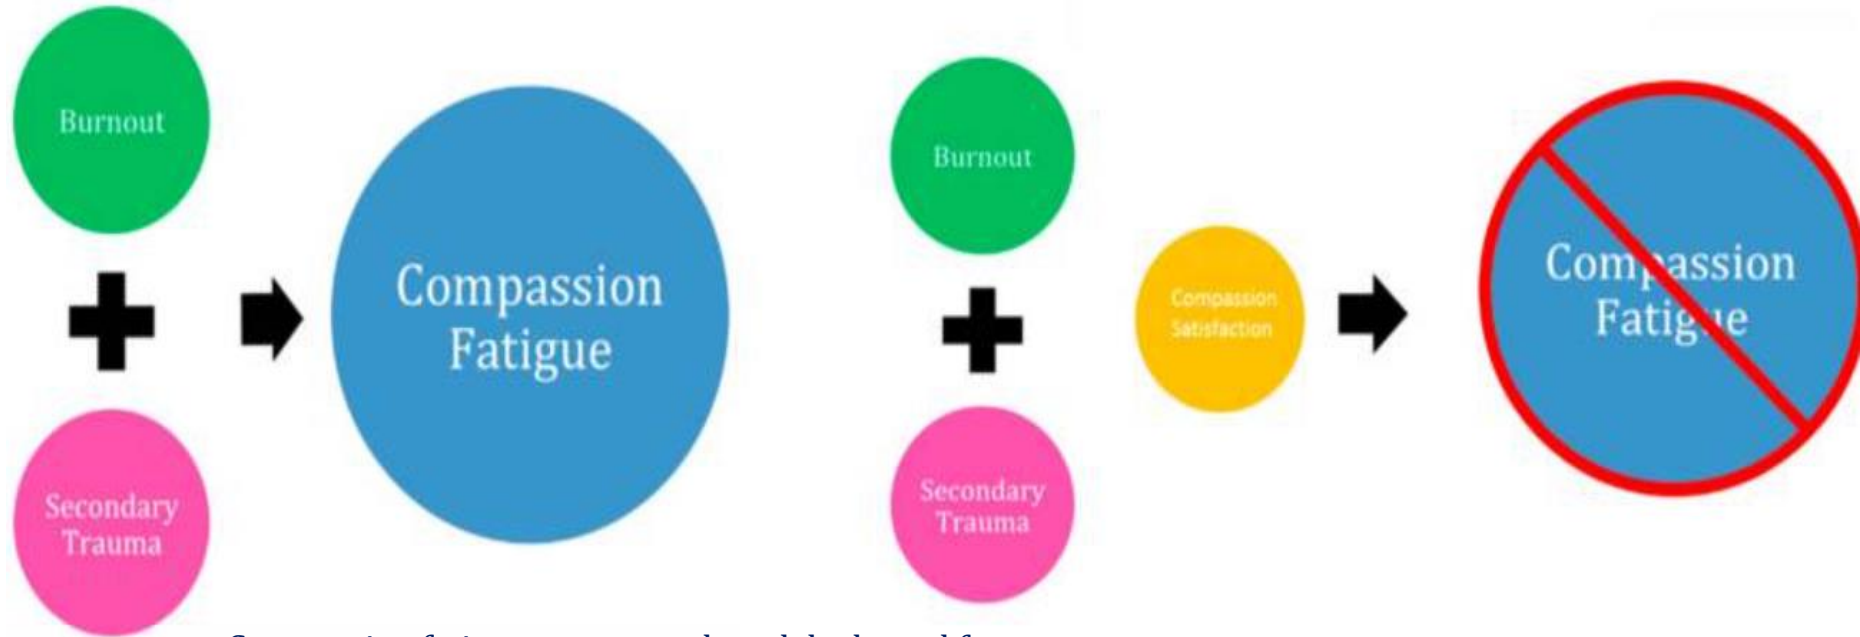 Burnout
Secondary
Trauma
Compassion
Fatigue
Burnout
Secondary
Trauma
Compassion
Satisfaction
Compassion
Fatigue